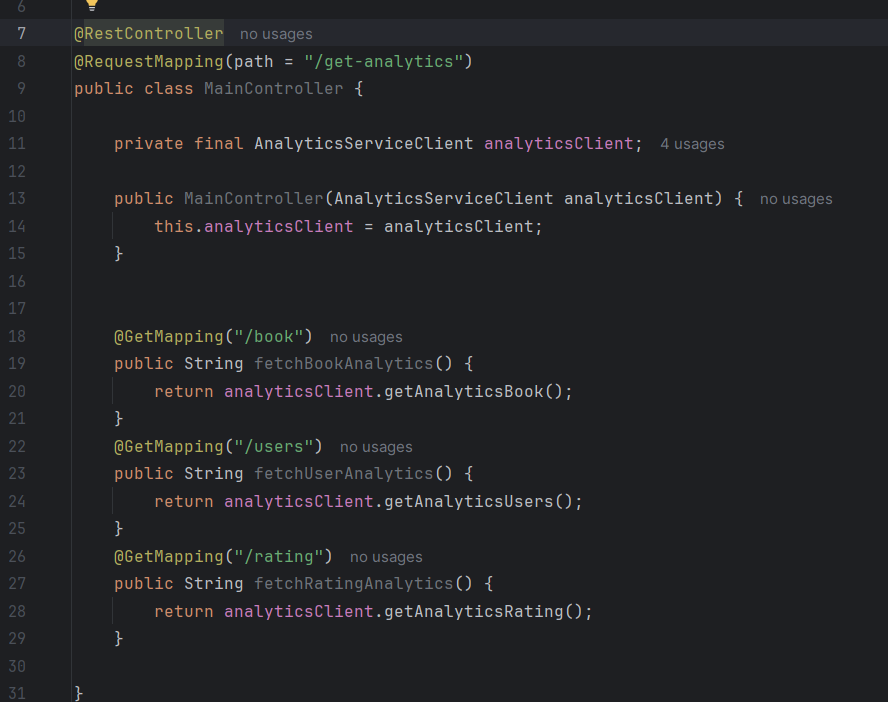 6
7 @RestController no usages
8 @RequestMapping(path = "/get-analytics")
9 public class MainController {
10
11 private final AnalyticsServiceClient analyticsClient; 4 usages
12
13 public MainController(AnalyticsServiceClient analyticsClient) { no usages
14 this.analyticsClient = analyticsClient;
15 }
16
17
18 @GetMapping("/book") no usages
19 public String fetchBookAnalytics() {
20 return analyticsClient.getAnalyticsBook();
21 }
22 @GetMapping("/users") no usages
23 public String fetchUserAnalytics() {
24 return analyticsClient.getAnalyticsUsers();
25 }
26 @GetMapping("/rating") no usages
27 public String fetchRatingAnalytics() {
28 return analyticsClient.getAnalyticsRating();
29 }
30
31 }